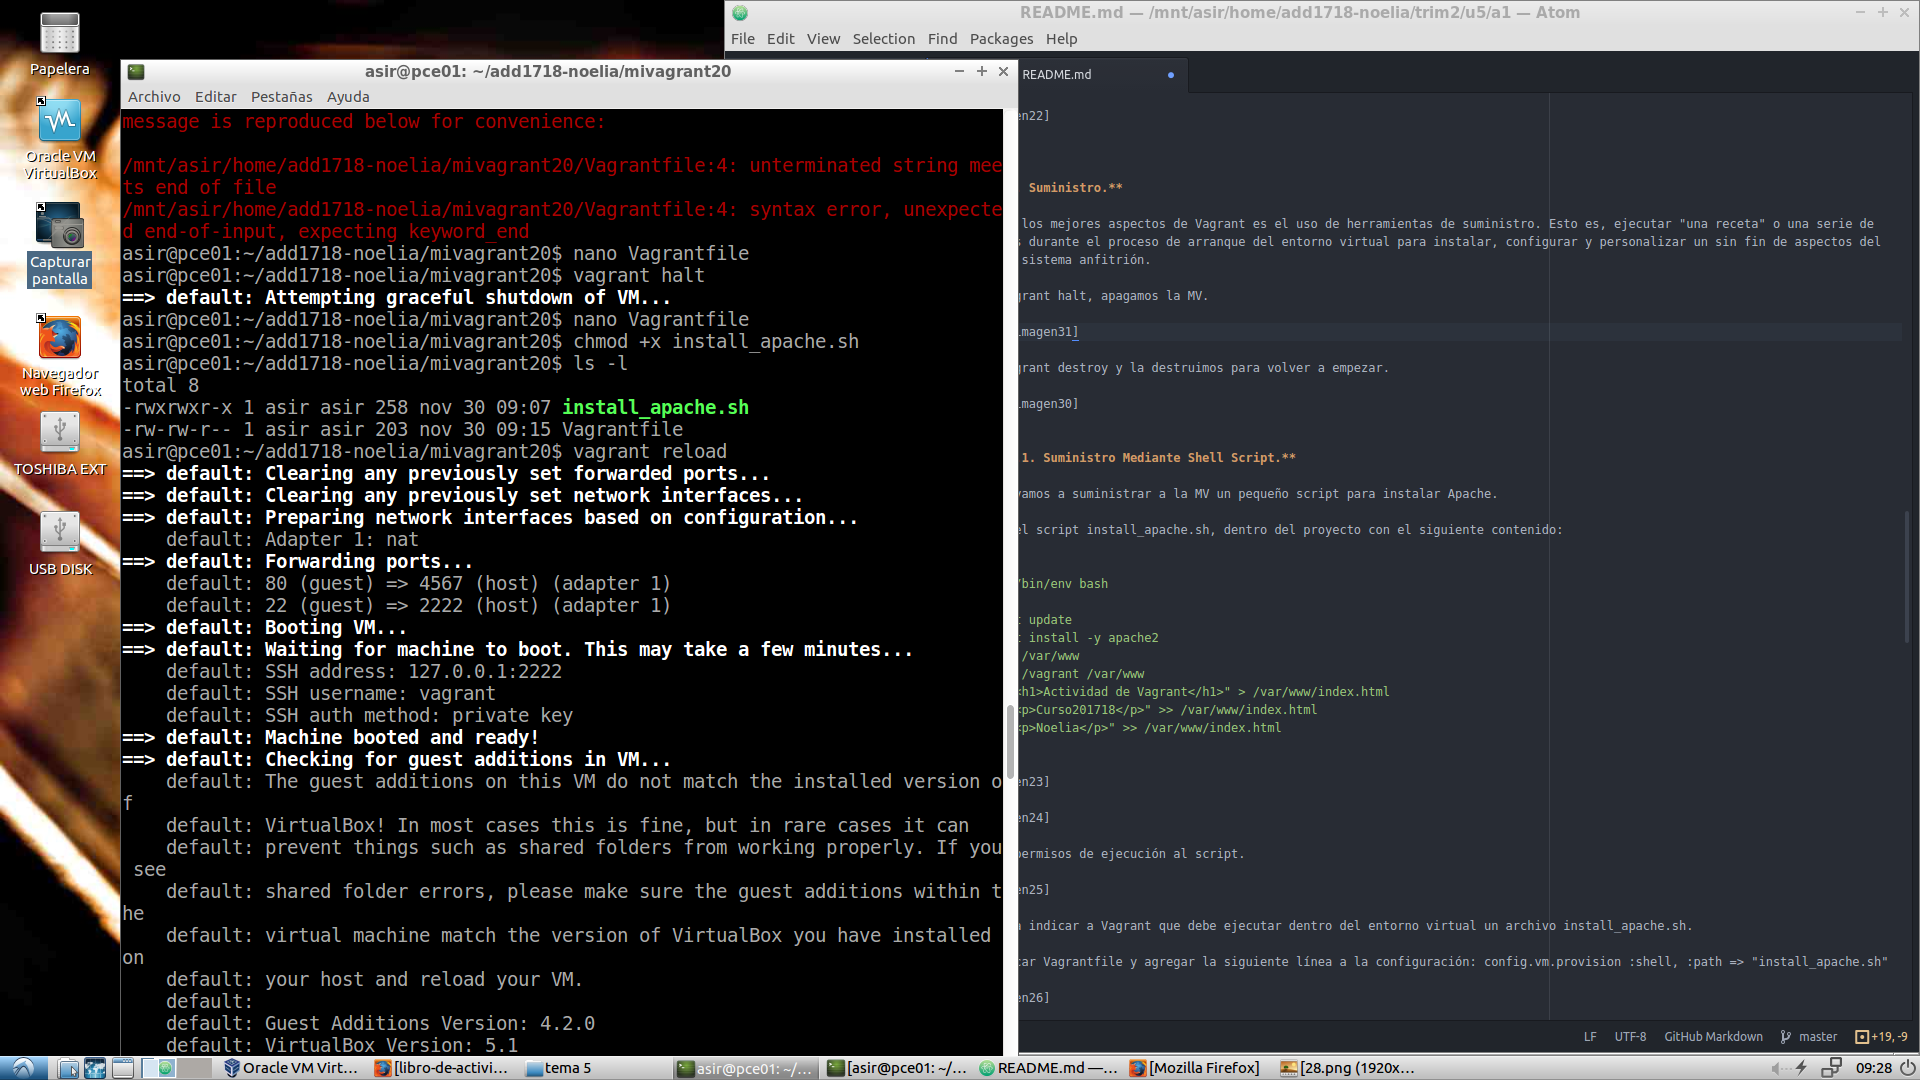 README.md — /mnt/asir/home/add1718-noelia/trim2/u5/a1 — Atom
File Edit View Selection Find Packages Help
README.md
Papelera
Oracle VM
VirtualBox
Capturar
pantalla
Navegador
web Firefox
TOSHIBA EXT
USB DISK
asir@pce01: ~/add1718-noelia/mivagrant20
Archivo Editar Pestañas Ayuda
message is reproduced below for convenience:
/mnt/asir/home/add1718-noelia/mivagrant20/Vagrantfile:4: unterminated string mee
ts end of file
/mnt/asir/home/add1718-noelia/mivagrant20/Vagrantfile:4: syntax error, unexpecte
d end-of-input, expecting keyword_end
asir@pce01:~/add1718-noelia/mivagrant20$ nano Vagrantfile
asir@pce01:~/add1718-noelia/mivagrant20$ vagrant halt
==> default: Attempting graceful shutdown of VM...
asir@pce01:~/add1718-noelia/mivagrant20$ nano Vagrantfile
asir@pce01:~/add1718-noelia/mivagrant20$ chmod +x install_apache.sh
asir@pce01:~/add1718-noelia/mivagrant20$ ls -l
total 8
-rwxrwxr-x 1 asir asir 258 nov 30 09:07 install_apache.sh
-rw-rw-r-- 1 asir asir 203 nov 30 09:15 Vagrantfile
asir@pce01:~/add1718-noelia/mivagrant20$ vagrant reload
==> default: Clearing any previously set forwarded ports...
==> default: Clearing any previously set network interfaces...
==> default: Preparing network interfaces based on configuration...
default: Adapter 1: nat
==> default: Forwarding ports...
default: 80 (guest) => 4567 (host) (adapter 1)
default: 22 (guest) => 2222 (host) (adapter 1)
==> default: Booting VM...
==> default: Waiting for machine to boot. This may take a few minutes...
default: SSH address: 127.0.0.1:2222
default: SSH username: vagrant
default: SSH auth method: private key
==> default: Machine booted and ready!
==> default: Checking for guest additions in VM...
default: The guest additions on this VM do not match the installed version o
f
default: VirtualBox! In most cases this is fine, but in rare cases it can
default: prevent things such as shared folders from working properly. If you
see
default: shared folder errors, please make sure the guest additions within t
he
default: virtual machine match the version of VirtualBox you have installed
on
default: your host and reload your VM.
default:
default: Guest Additions Version: 4.2.0
default: VirtualBox Version: 5.1
en22]
Suministro.**
los mejores aspectos de Vagrant es el uso de herramientas de suministro. Esto es, ejecutar "una receta" o una serie de
s durante el proceso de arranque del entorno virtual para instalar, configurar y personalizar un sin fin de aspectos del
sistema anfitrión.
grant halt, apagamos la MV.
imagen31]
grant destroy y la destruimos para volver a empezar.
imagen30]
1. Suministro Mediante Shell Script.**
vamos a suministrar a la MV un pequeño script para instalar Apache.
el script install_apache.sh, dentro del proyecto con el siguiente contenido:
/bin/env bash
t update
t install -y apache2
/var/www
/vagrant /var/www
<h1>Actividad de Vagrant</h1>" > /var/www/index.html
<p>Curso201718</p>" >> /var/www/index.html
<p>Noelia</p>" >> /var/www/index.html
en23]
en24]
permisos de ejecución al script.
en25]
a indicar a Vagrant que debe ejecutar dentro del entorno virtual un archivo install_apache.sh.
car Vagrantfile y agregar la siguiente línea a la configuración: config.vm.provision :shell, :path => "install_apache.sh"
en26]
LF UTF-8 GitHub Markdown master +19, -9
Oracle VM Virt... [libro-de-activi... tema 5 asir@pce01: ~/... [asir@pce01: ~/... README.md —... [Mozilla Firefox] [28.png (1920x... 09:28